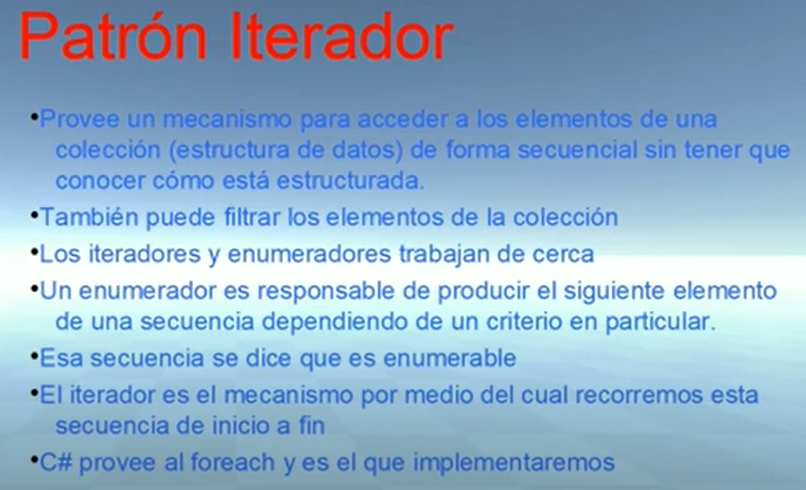 Patrón Iterador
•Provee un mecanismo para acceder a los elementos de una
colección (estructura de datos) de forma secuencial sin tener que
conocer cómo está estructurada.
•También puede filtrar los elementos de la colección
•Los iteradores y enumeradores trabajan de cerca
•Un enumerador es responsable de producir el siguiente elemento
de una secuencia dependiendo de un criterio en particular.
•Esa secuencia se dice que es enumerable
•El iterador es el mecanismo por medio del cual recorremos esta
secuencia de inicio a fin
•C# provee al foreach y es el que implementaremos